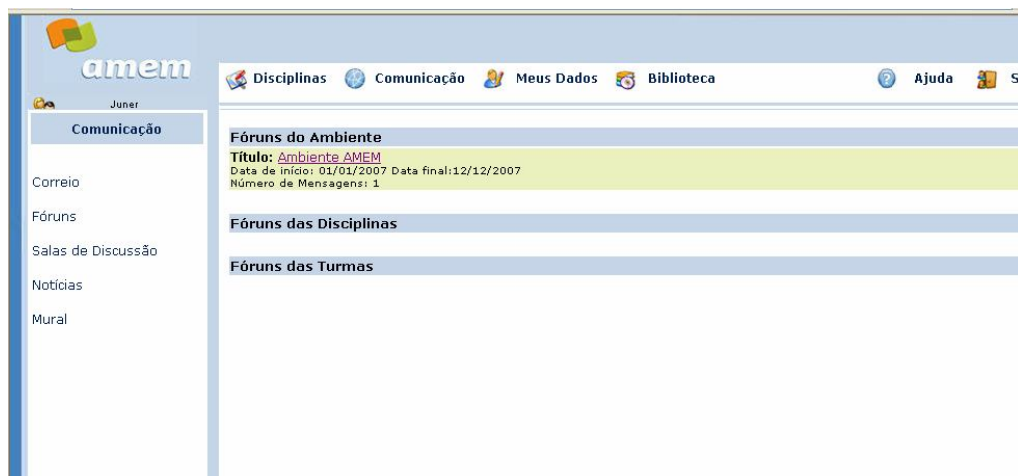 amem
Disciplinas Comunicação Meus Dados Biblioteca Ajuda S
Juner
Comunicação
Correio
Fóruns
Salas de Discussão
Notícias
Mural
Fóruns do Ambiente
Título: Ambiente AMEM
Data de início: 01/01/2007 Data final:12/12/2007
Número de Mensagens: 1
Fóruns das Disciplinas
Fóruns das Turmas